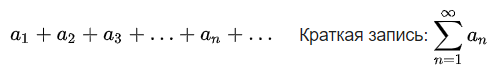 a₁ + a₂ + a₃ + ... + aₙ + ... Краткая запись: ∑_{n=1}^{∞} aₙ